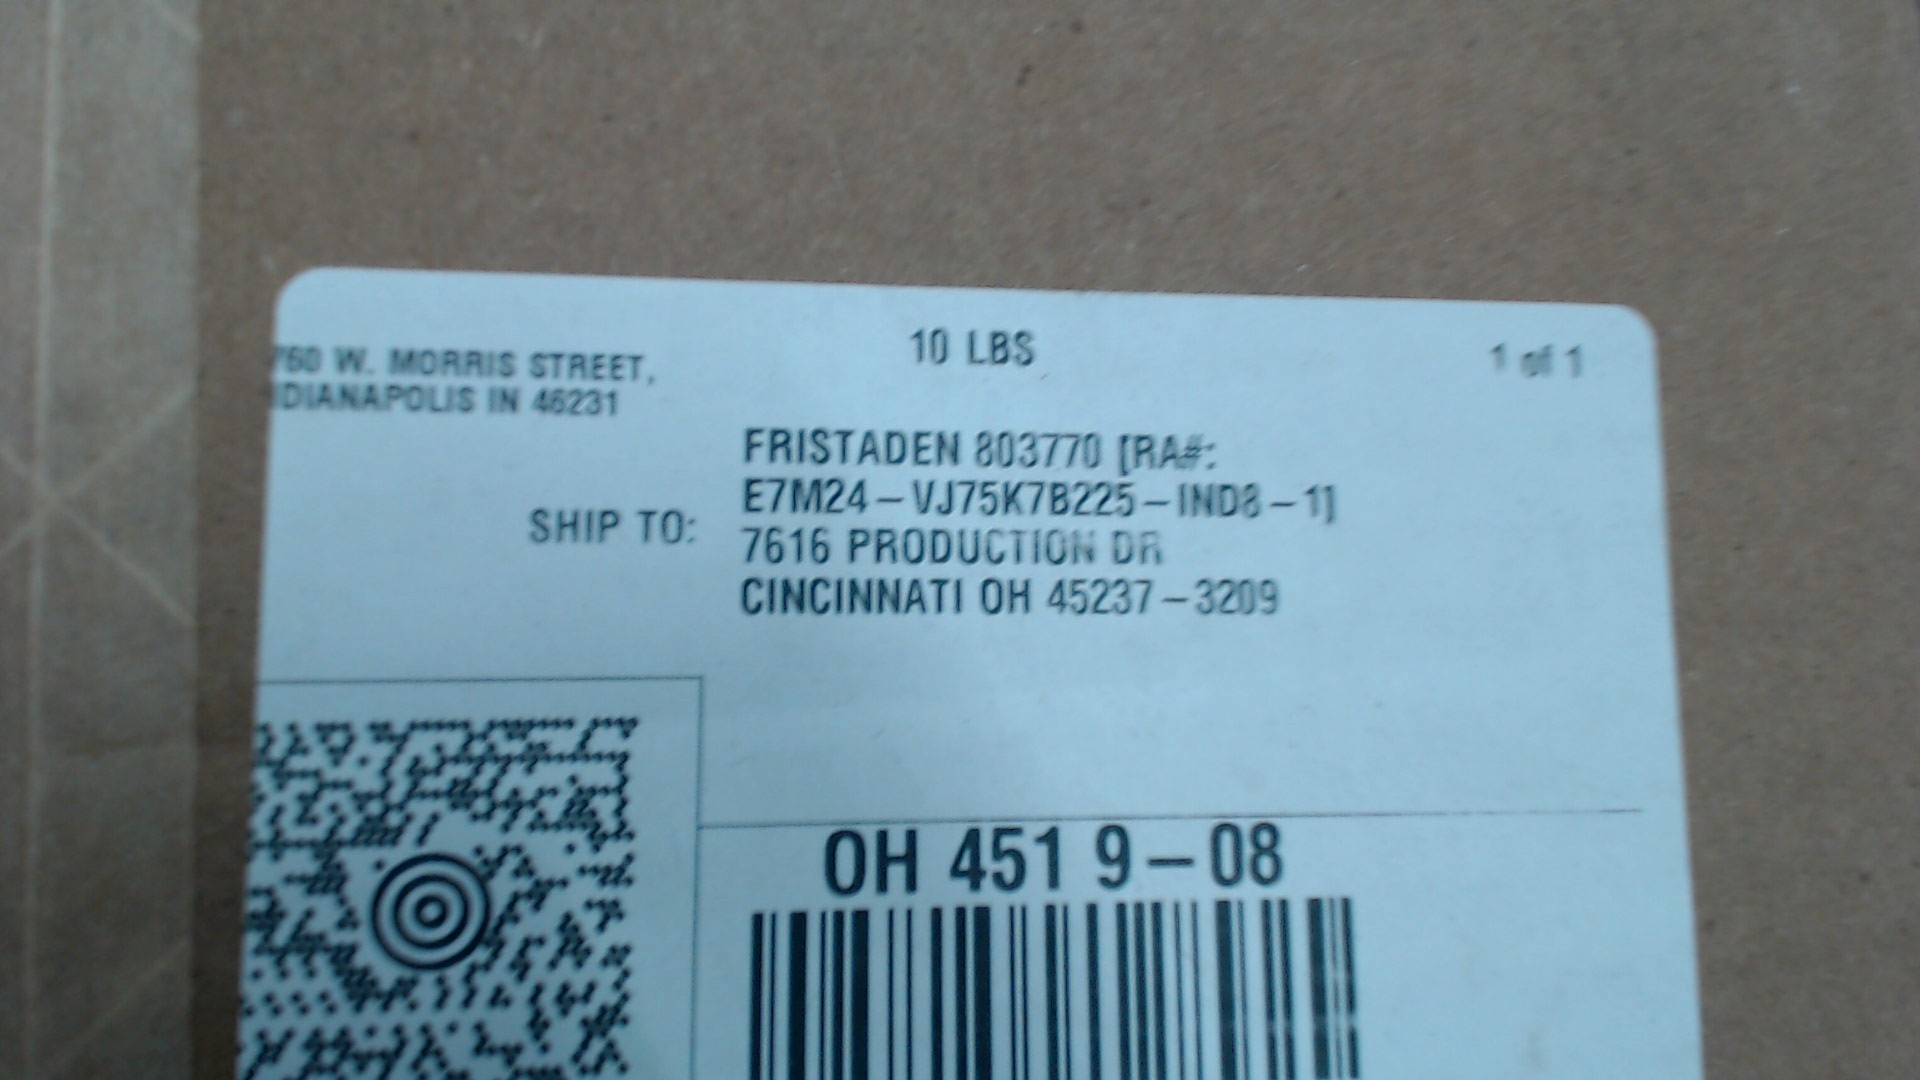 760 W. MORRIS STREET,
DIANAPOLIS IN 46231
10 LBS
1 of 1
SHIP TO:
FRISTADEN 803770 [RA#:
E7M24-VJ75K7B225-IND8-1]
7616 PRODUCTION DR
CINCINNATI OH 45237-3209
OH 451 9-08